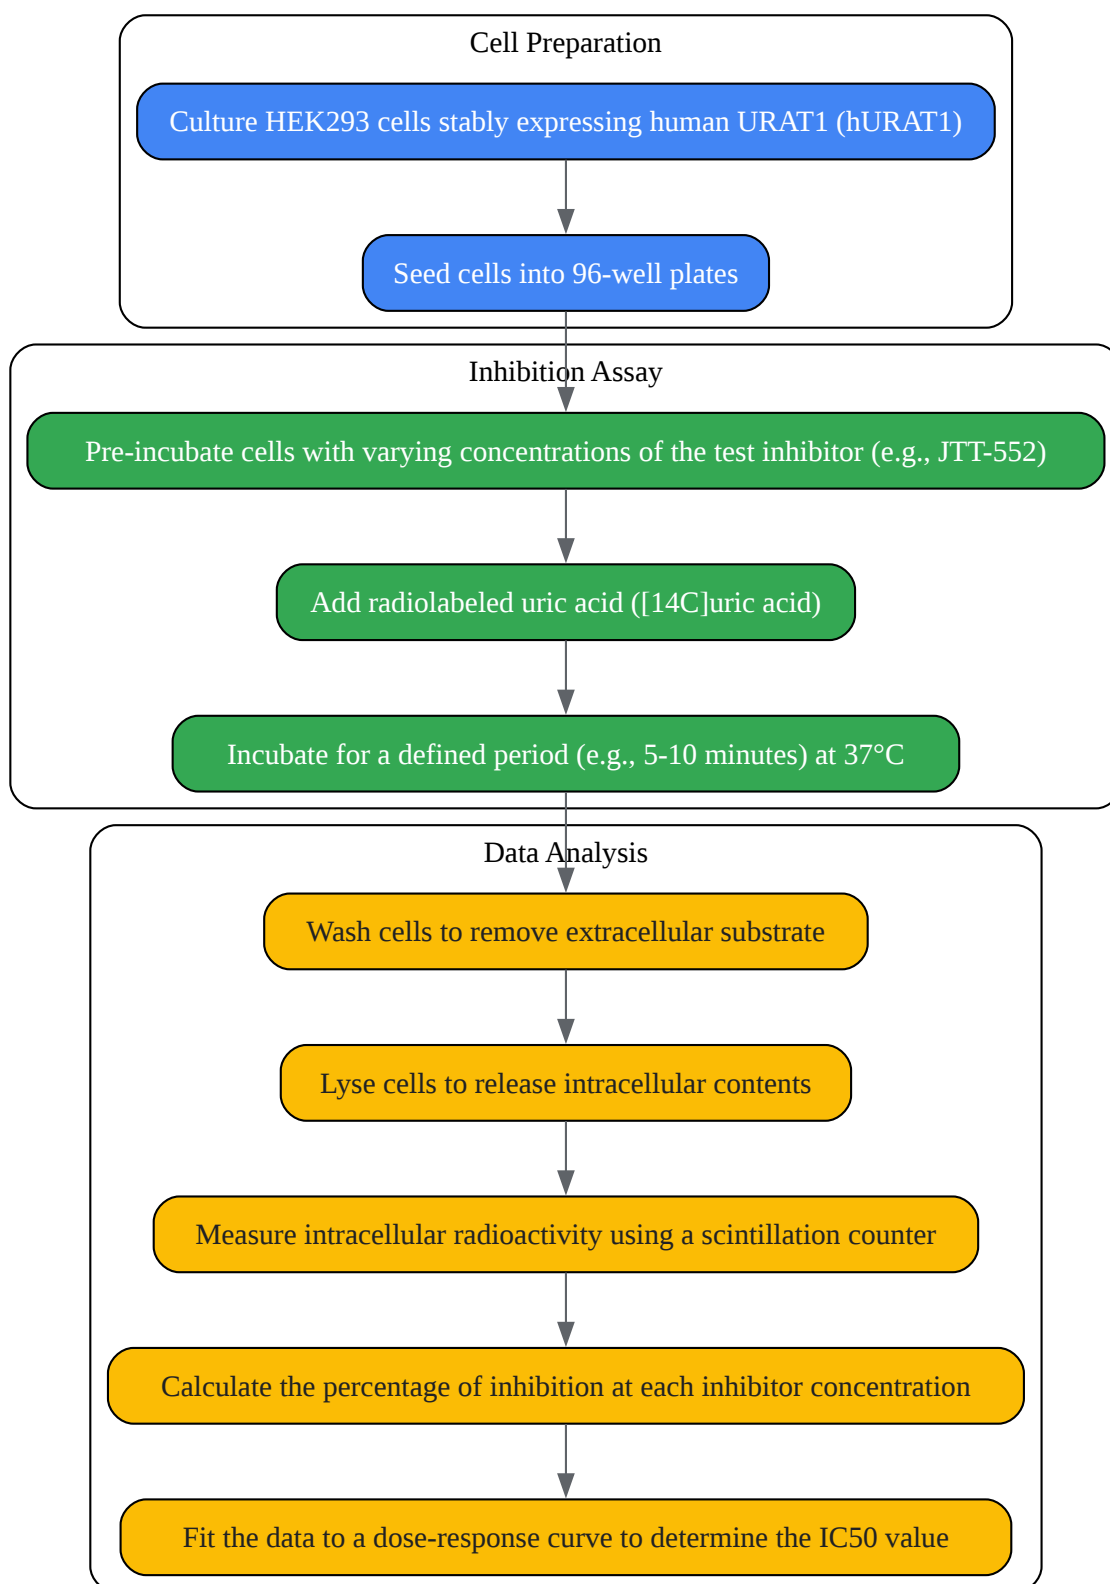 Cell Preparation
Culture HEK293 cells stably expressing human URAT1 (hURAT1)
Seed cells into 96-well plates
Inhibition Assay
Pre-incubate cells with varying concentrations of the test inhibitor (e.g., JTT-552)
Add radiolabeled uric acid ([14C]uric acid)
Incubate for a defined period (e.g., 5-10 minutes) at 37°C
Data Analysis
Wash cells to remove extracellular substrate
Lyse cells to release intracellular contents
Measure intracellular radioactivity using a scintillation counter
Calculate the percentage of inhibition at each inhibitor concentration
Fit the data to a dose-response curve to determine the IC50 value